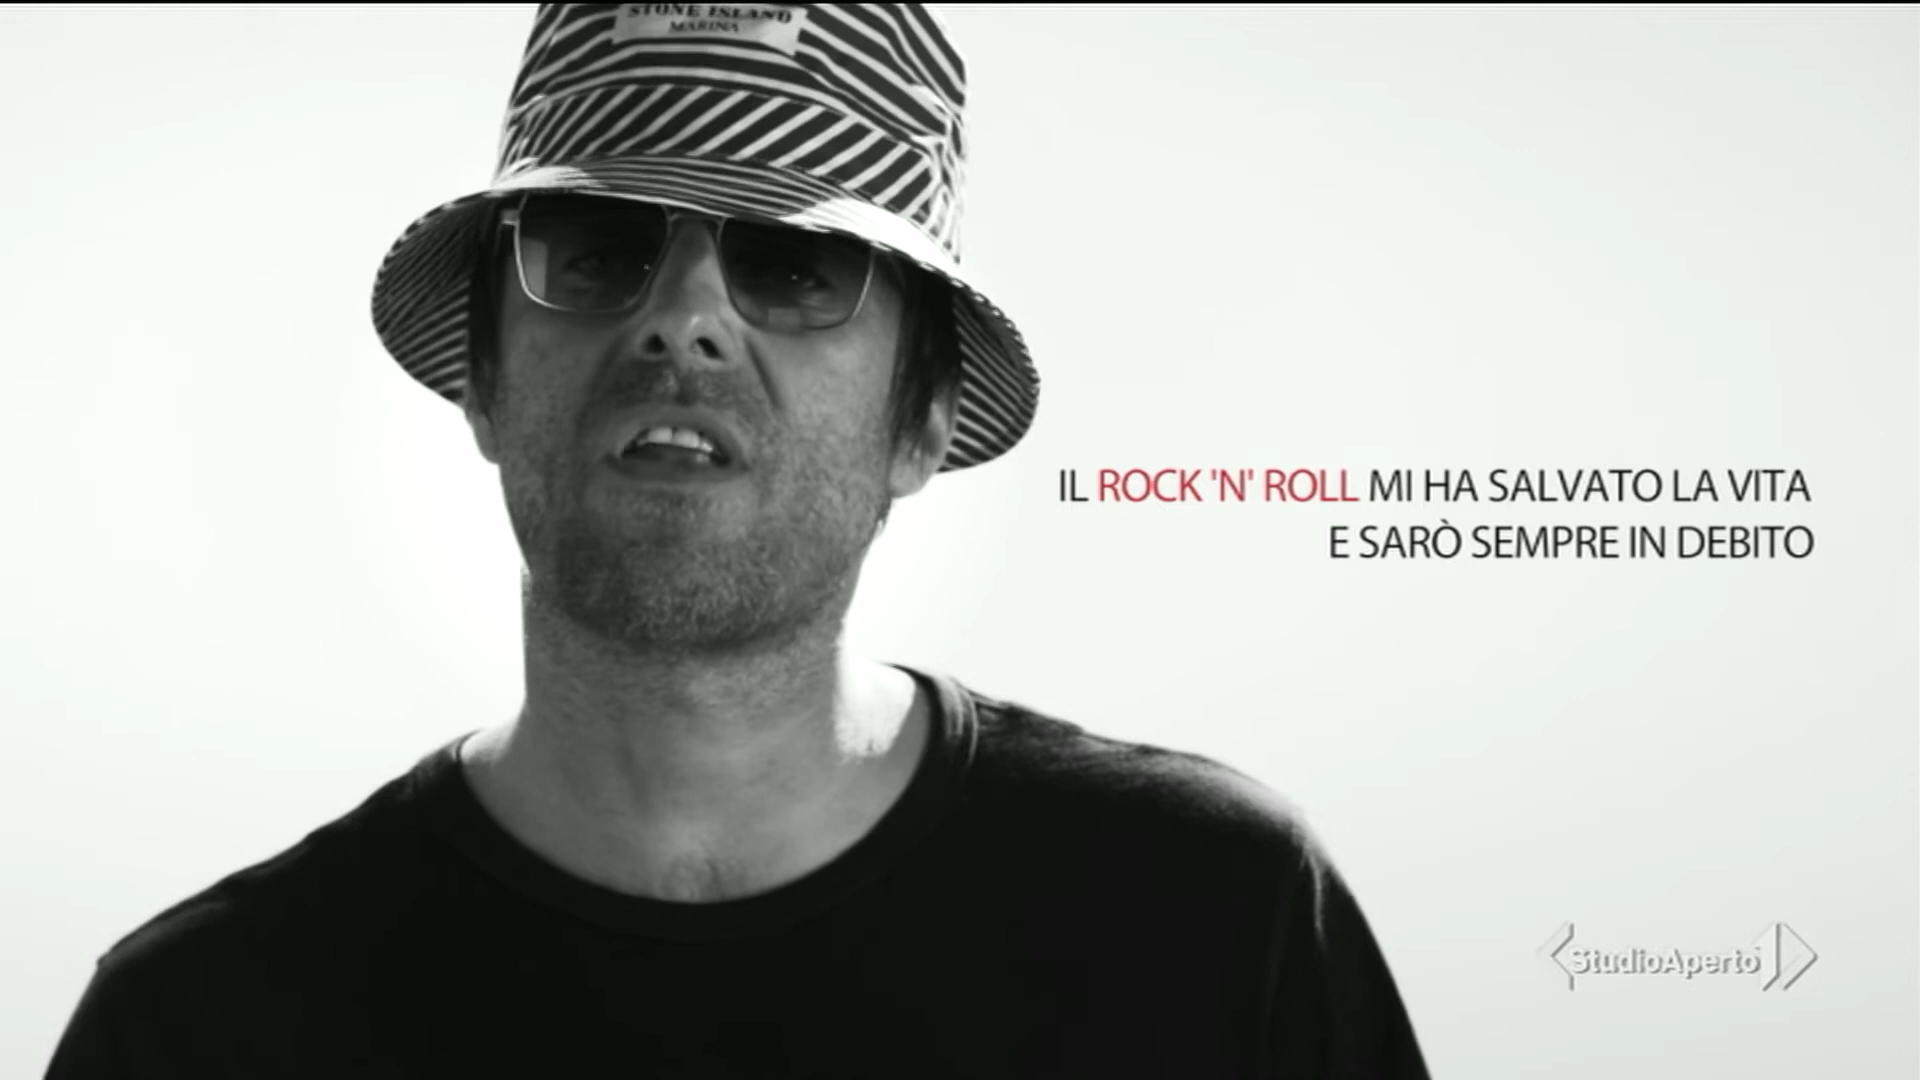 STONE ISLAND
MARINA
IL ROCK 'N' ROLL MI HA SALVATO LA VITA
E SARÒ SEMPRE IN DEBITO
StudioAperto